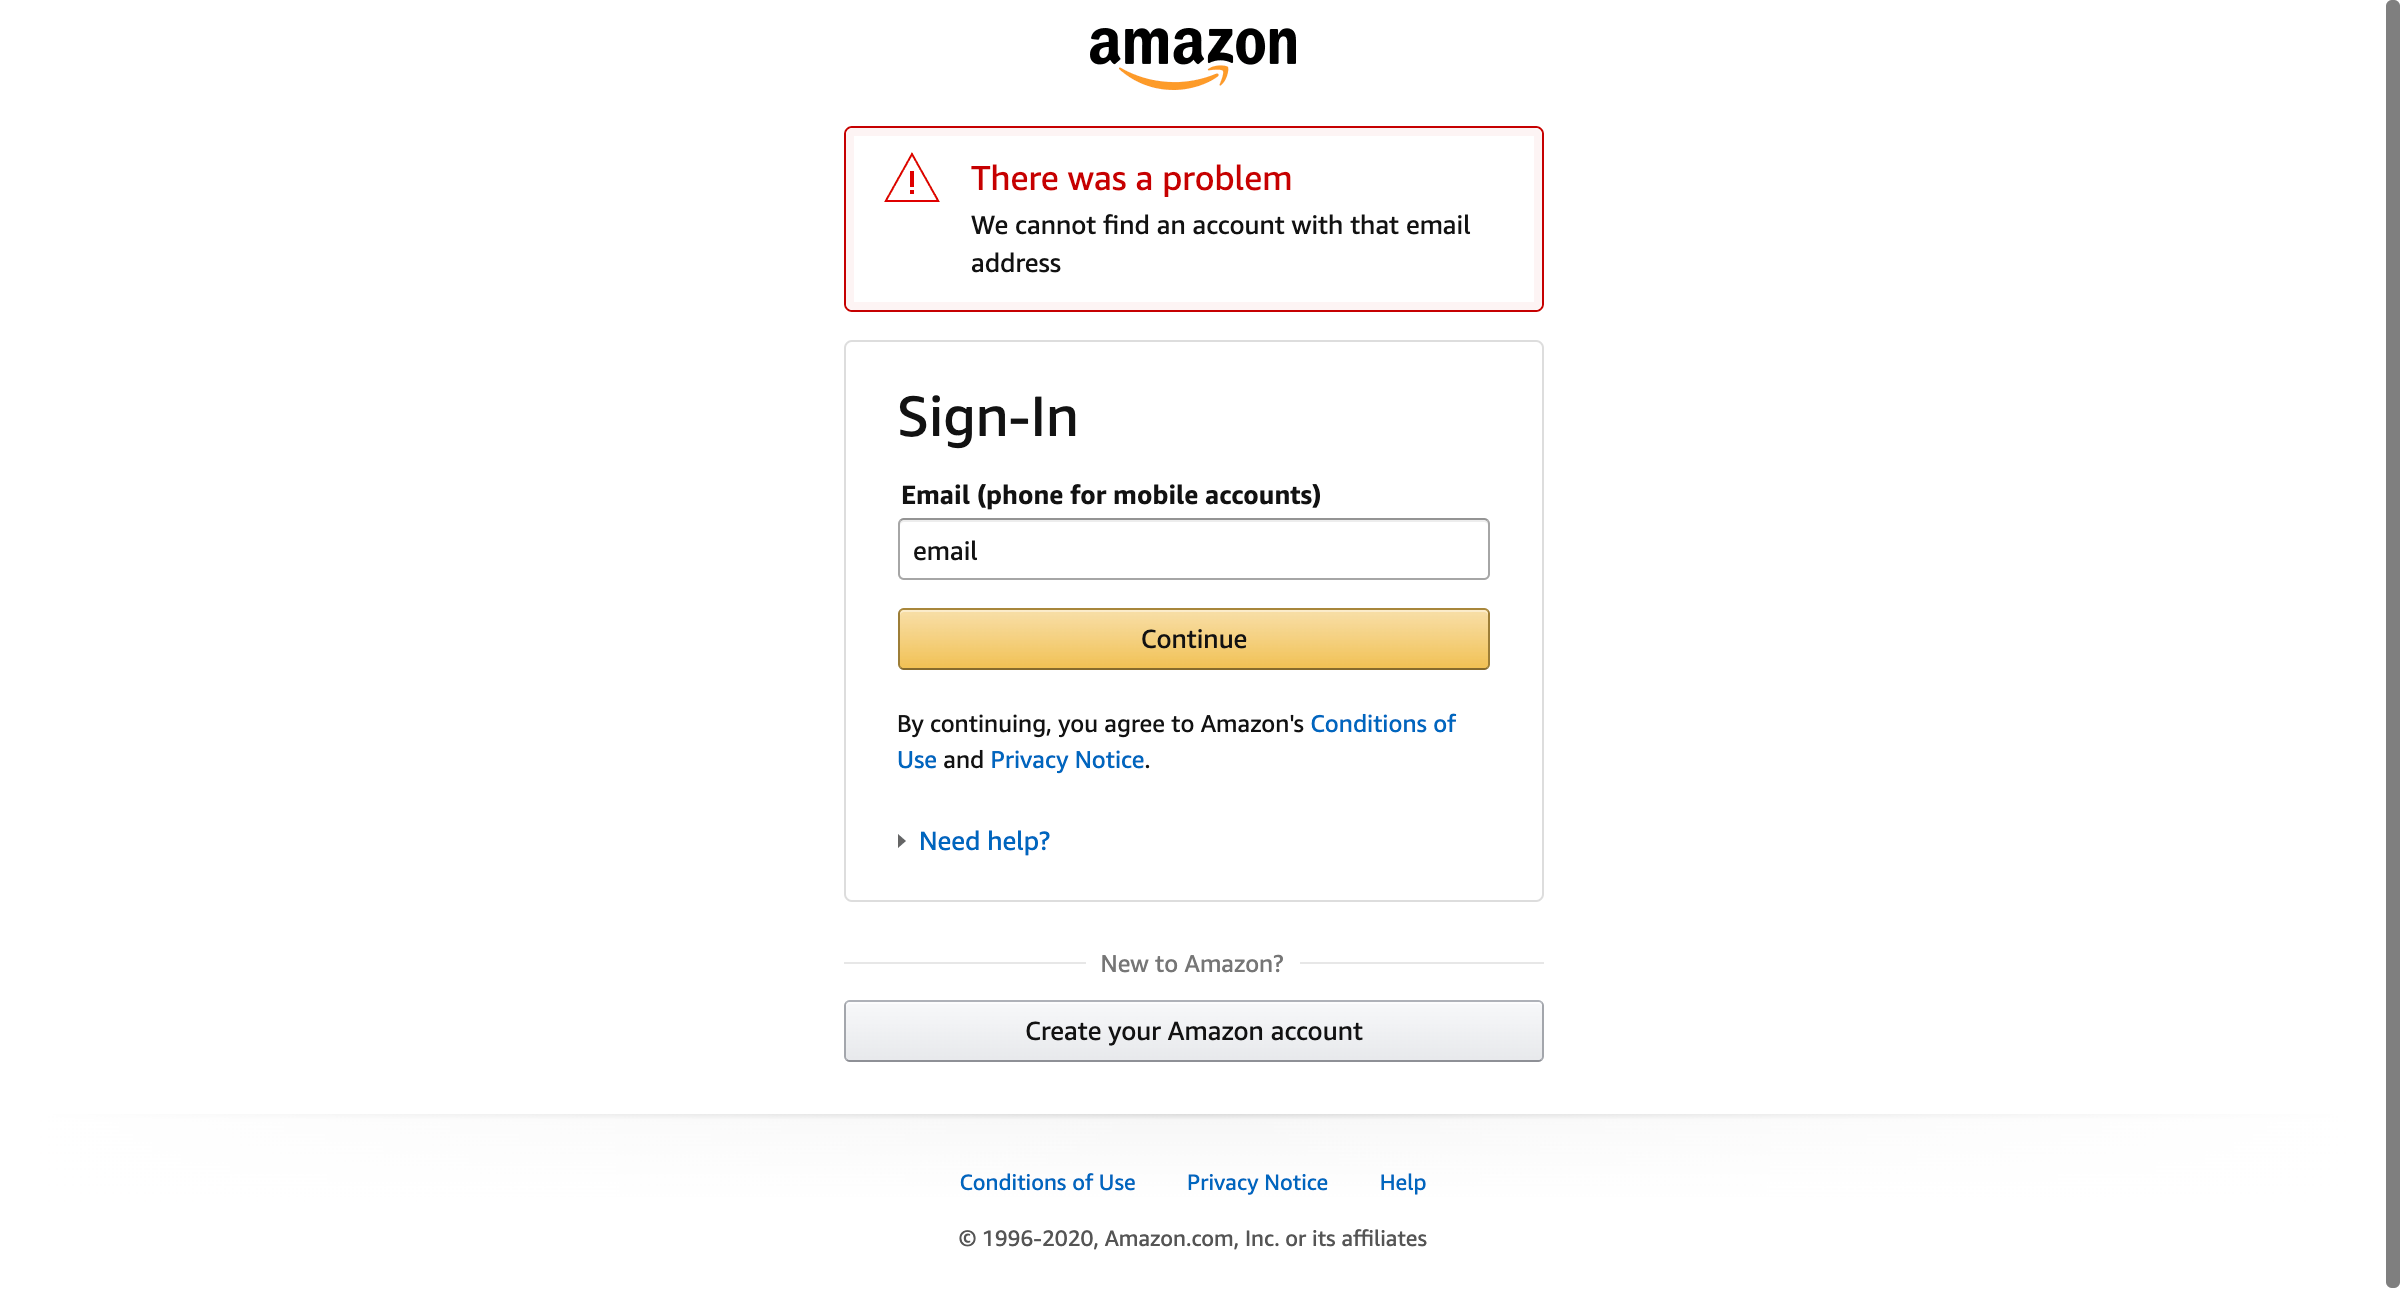 amazon
There was a problem
We cannot find an account with that email
address
Sign-In
Email (phone for mobile accounts)
email
Continue
By continuing, you agree to Amazon's Conditions of
Use and Privacy Notice.
Need help?
New to Amazon?
Create your Amazon account
Conditions of Use Privacy Notice Help
© 1996-2020, Amazon.com, Inc. or its affiliates